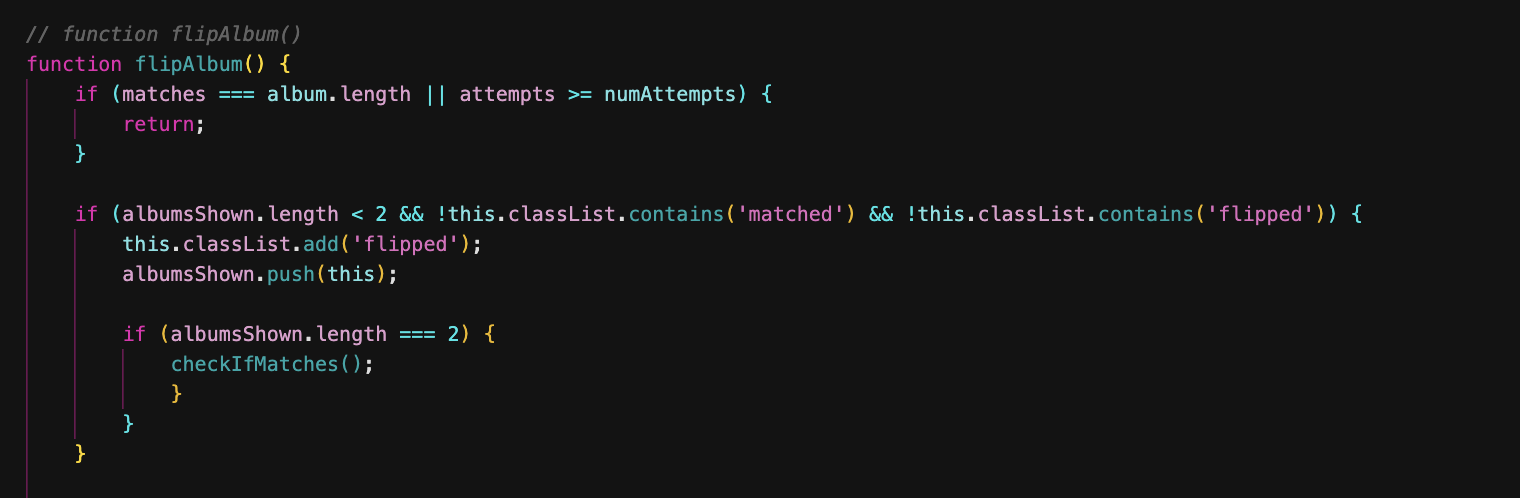 // function flipAlbum()
function flipAlbum() {
    if (matches === album.length || attempts >= numAttempts) {
        return;
    }

    if (albumsShown.length < 2 && !this.classList.contains('matched') && !this.classList.contains('flipped')) {
        this.classList.add('flipped');
        albumsShown.push(this);

        if (albumsShown.length === 2) {
            checkIfMatches();
            }
        }
    }